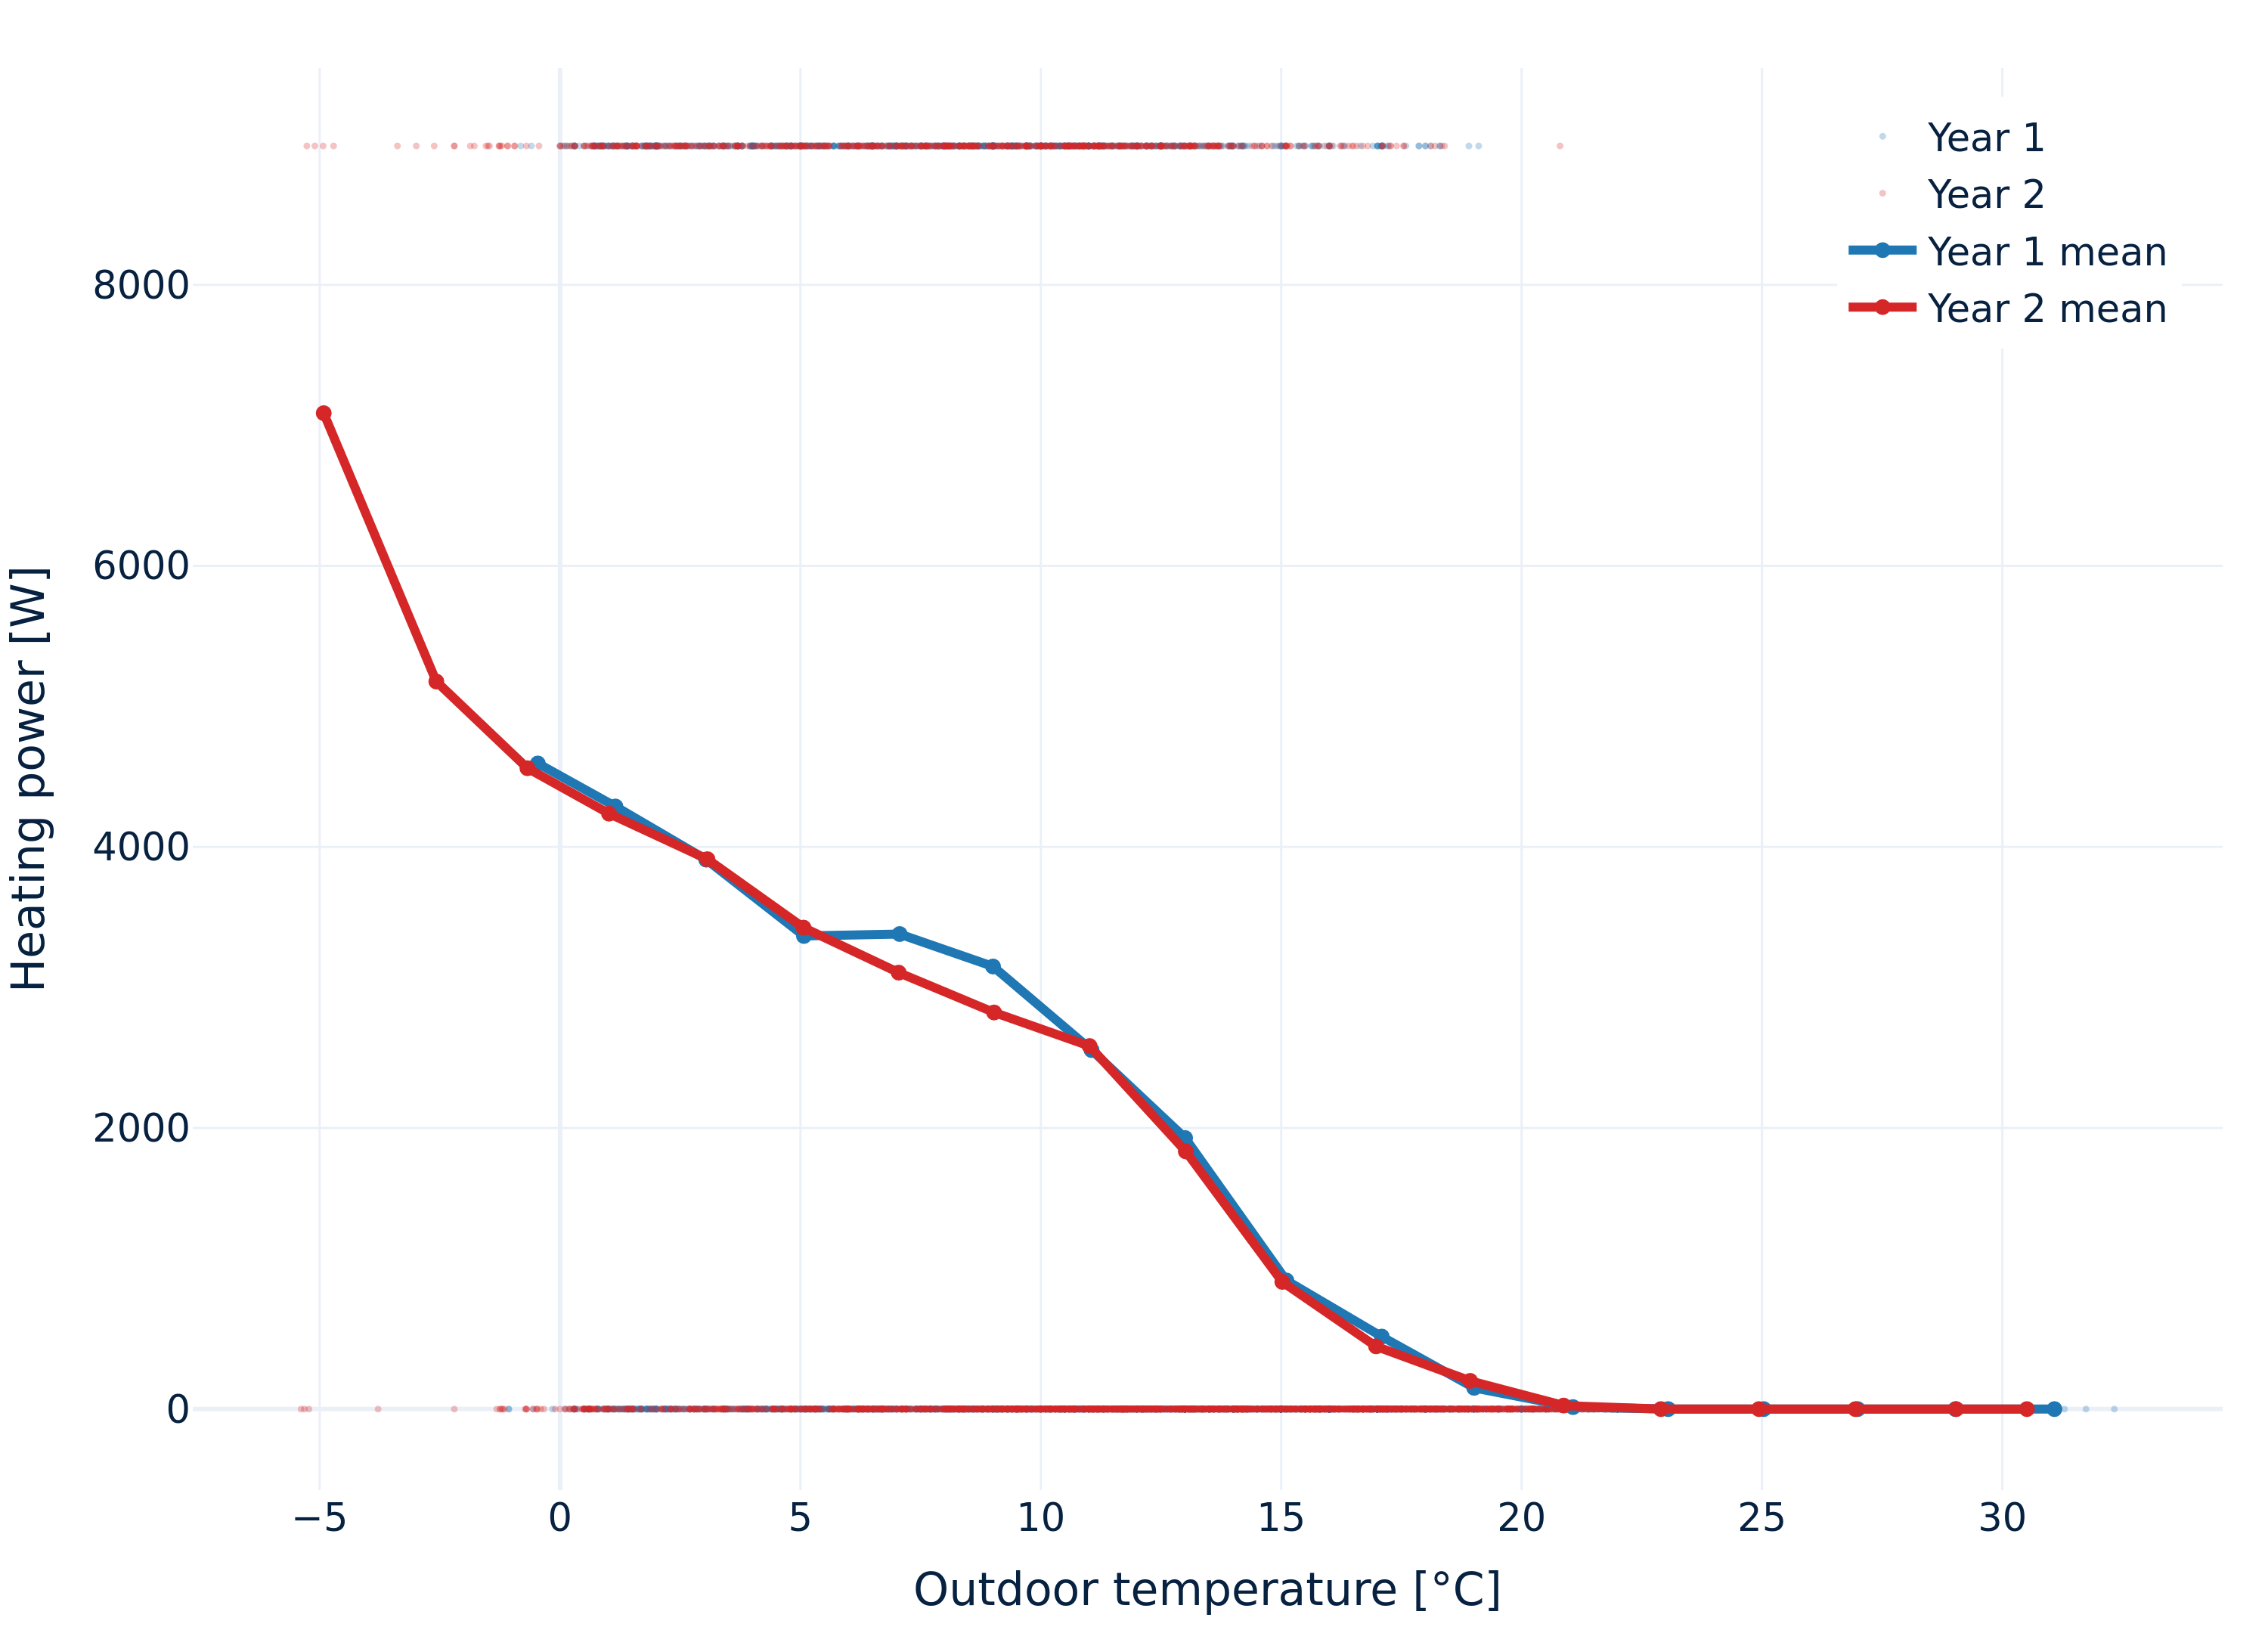 Year 1
Year 2
Year 1 mean
Year 2 mean
8000
6000
4000
2000
0
Heating power [W]
−5 0 5 10 15 20 25 30
Outdoor temperature [°C]